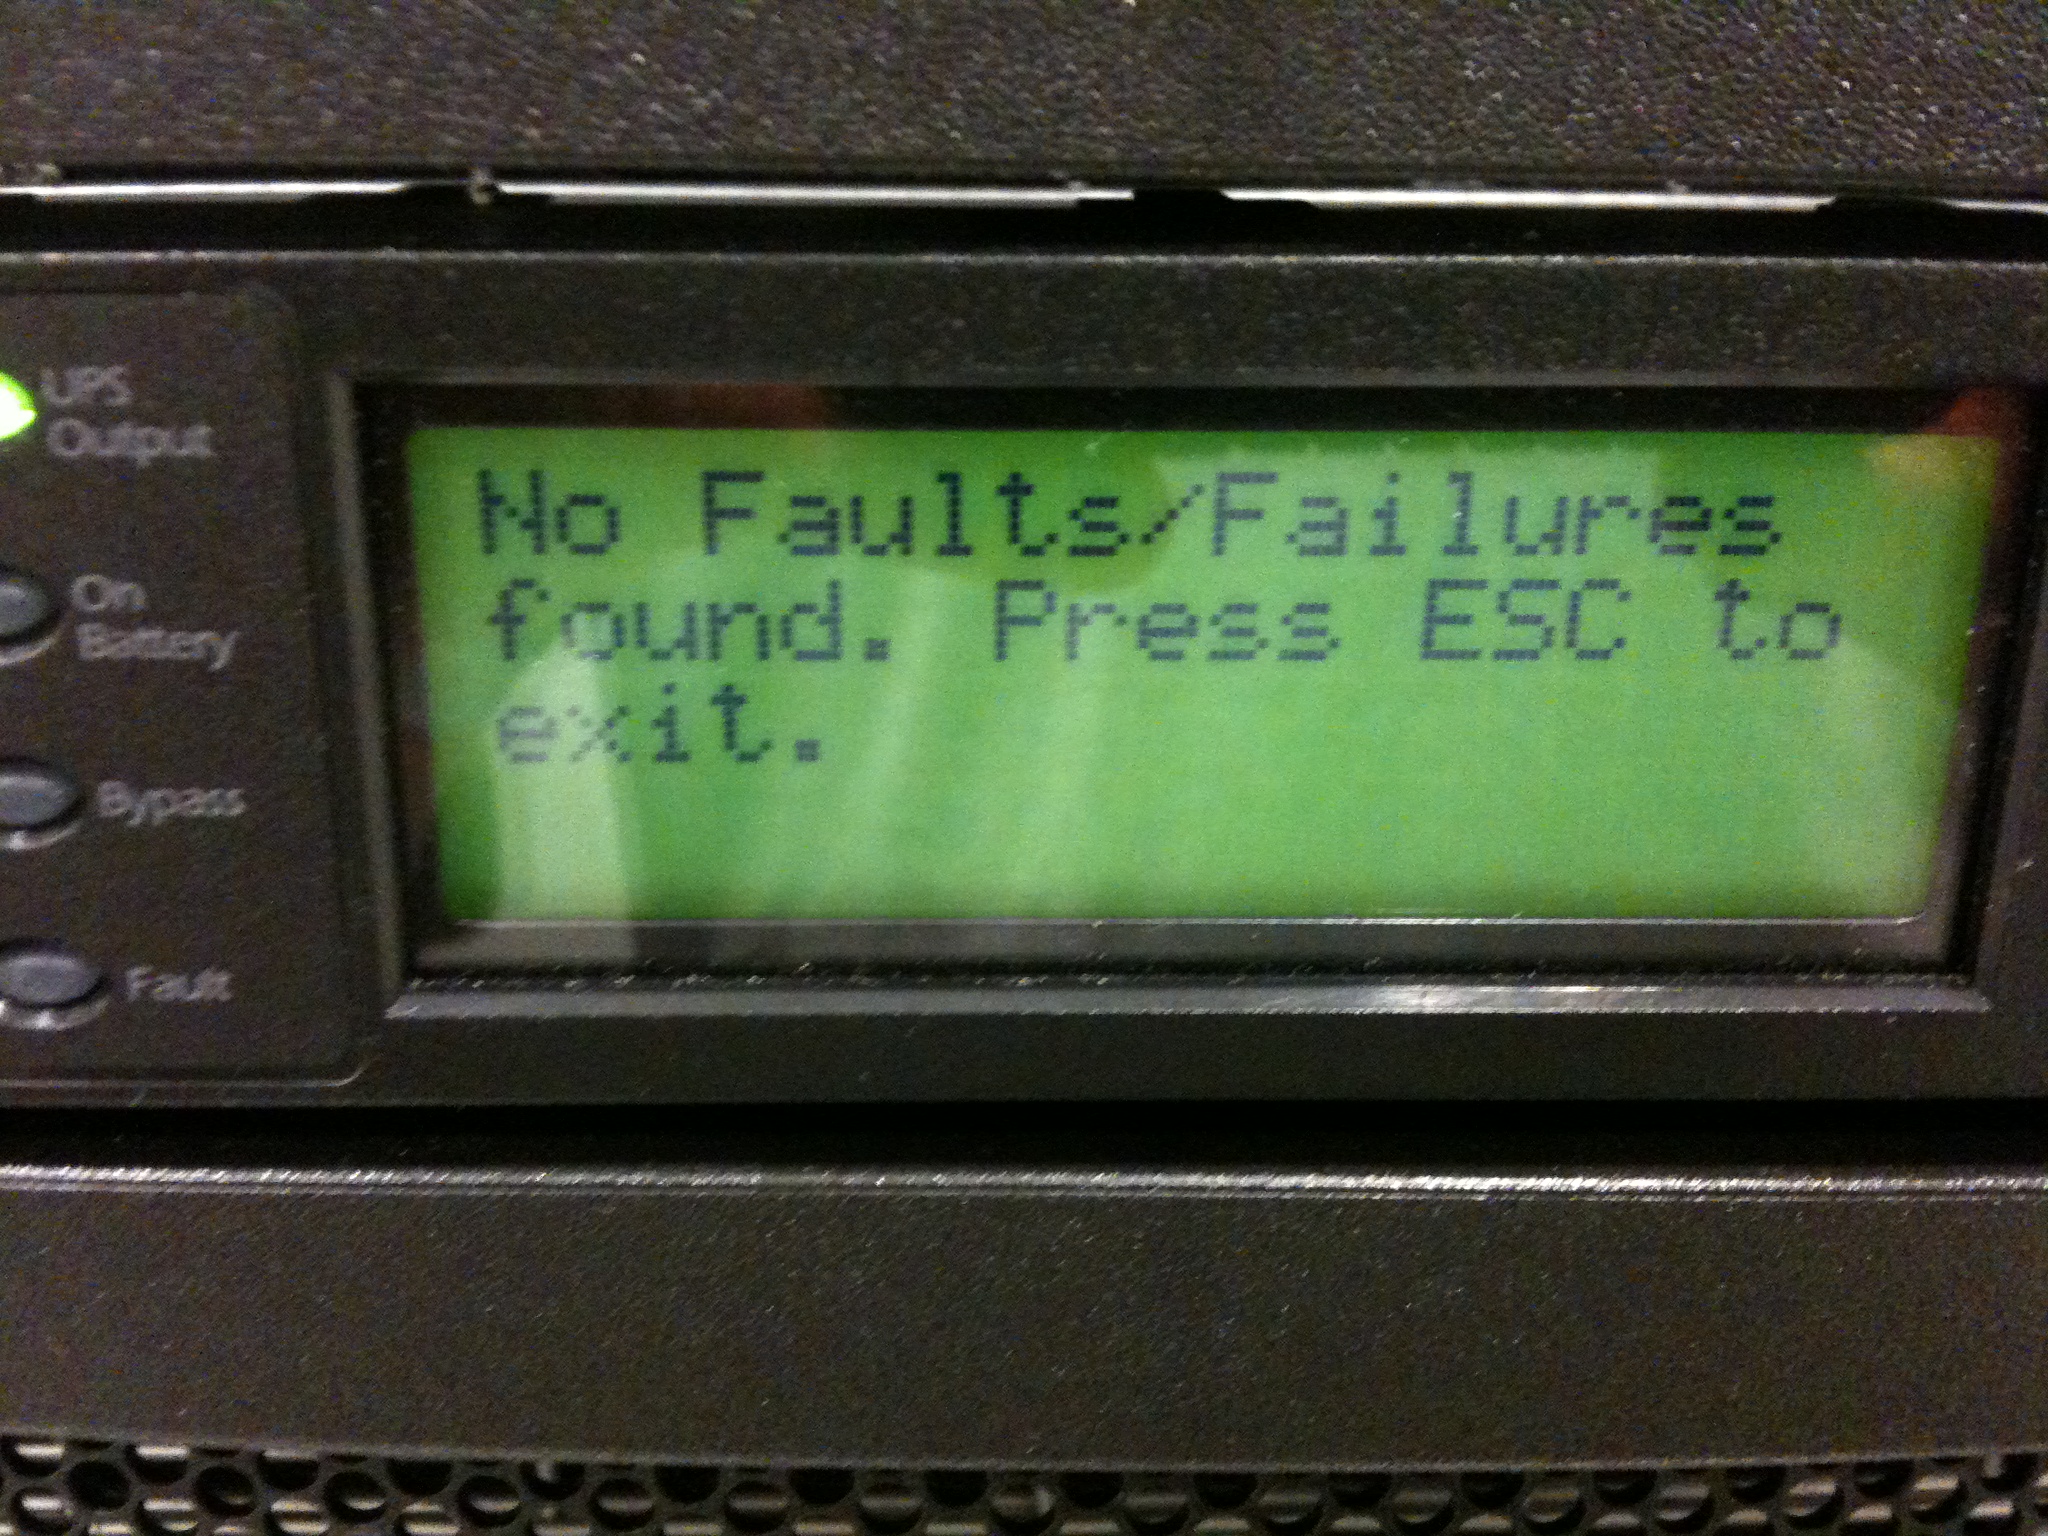 UPS
Output
On
Battery
Bypass
Fault
No Faults/Failures
found. Press ESC to
exit.